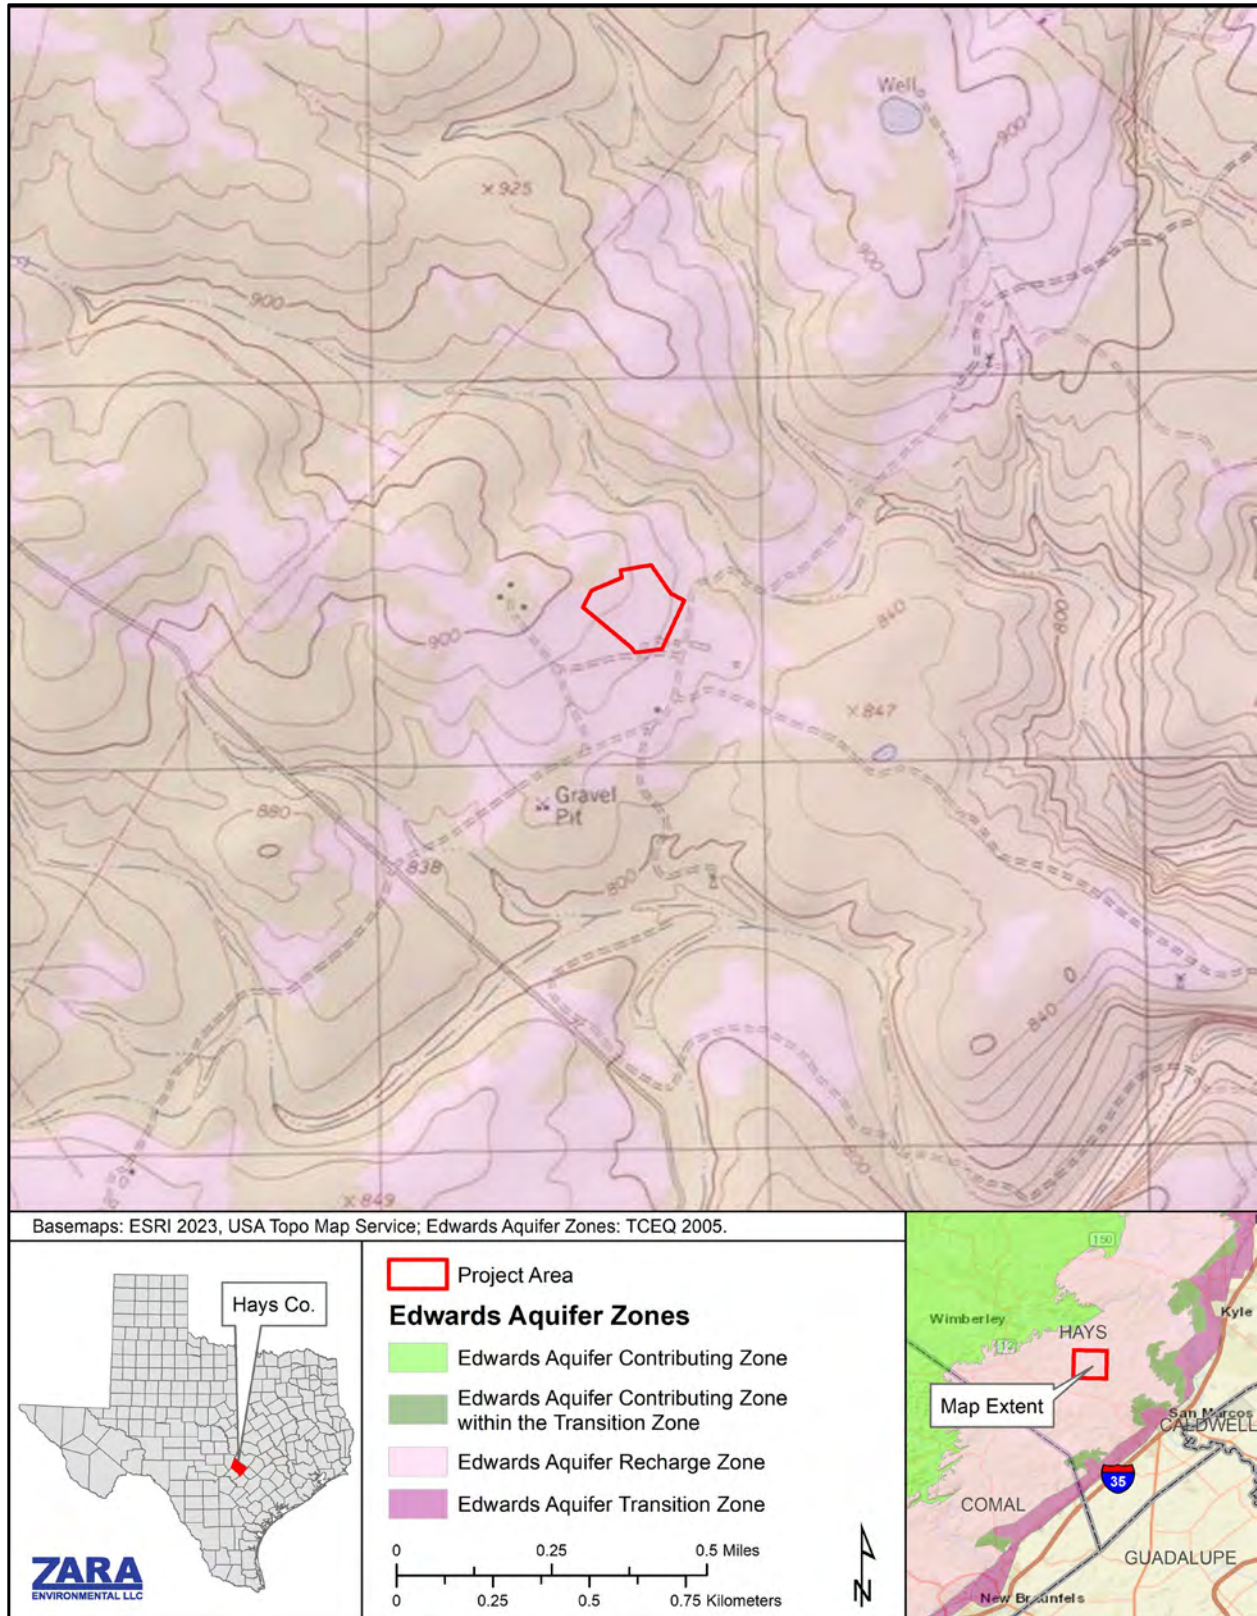 Well
900
925
900
900
900
840
800
900
847
Gravel
Pit
880
838
800
840
800
849
Basemaps: ESRI 2023, USA Topo Map Service; Edwards Aquifer Zones: TCEQ 2005.
Hays Co.
ZARA
ENVIRONMENTAL LLC
Project Area
Edwards Aquifer Zones
Edwards Aquifer Contributing Zone
Edwards Aquifer Contributing Zone
within the Transition Zone
Edwards Aquifer Recharge Zone
Edwards Aquifer Transition Zone
0 0.25 0.5 Miles
0 0.25 0.5 0.75 Kilometers
N
150
Wimberley
Kyle
HAYS
12
Map Extent
San Marcos
CALDWELL
35
COMAL
GUADALUPE
New Braunfels